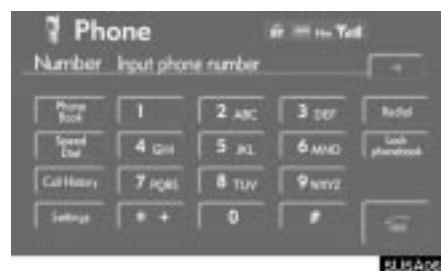 Phone
Number Input phone number
Phone Book
1
2 ABC
3 DEF
Redial
Speed Dial
4 GHI
5 JKL
6 MNO
Lock phonebook
Call History
7 PQRS
8 TUV
9 WXYZ
Settings
* +
0
#